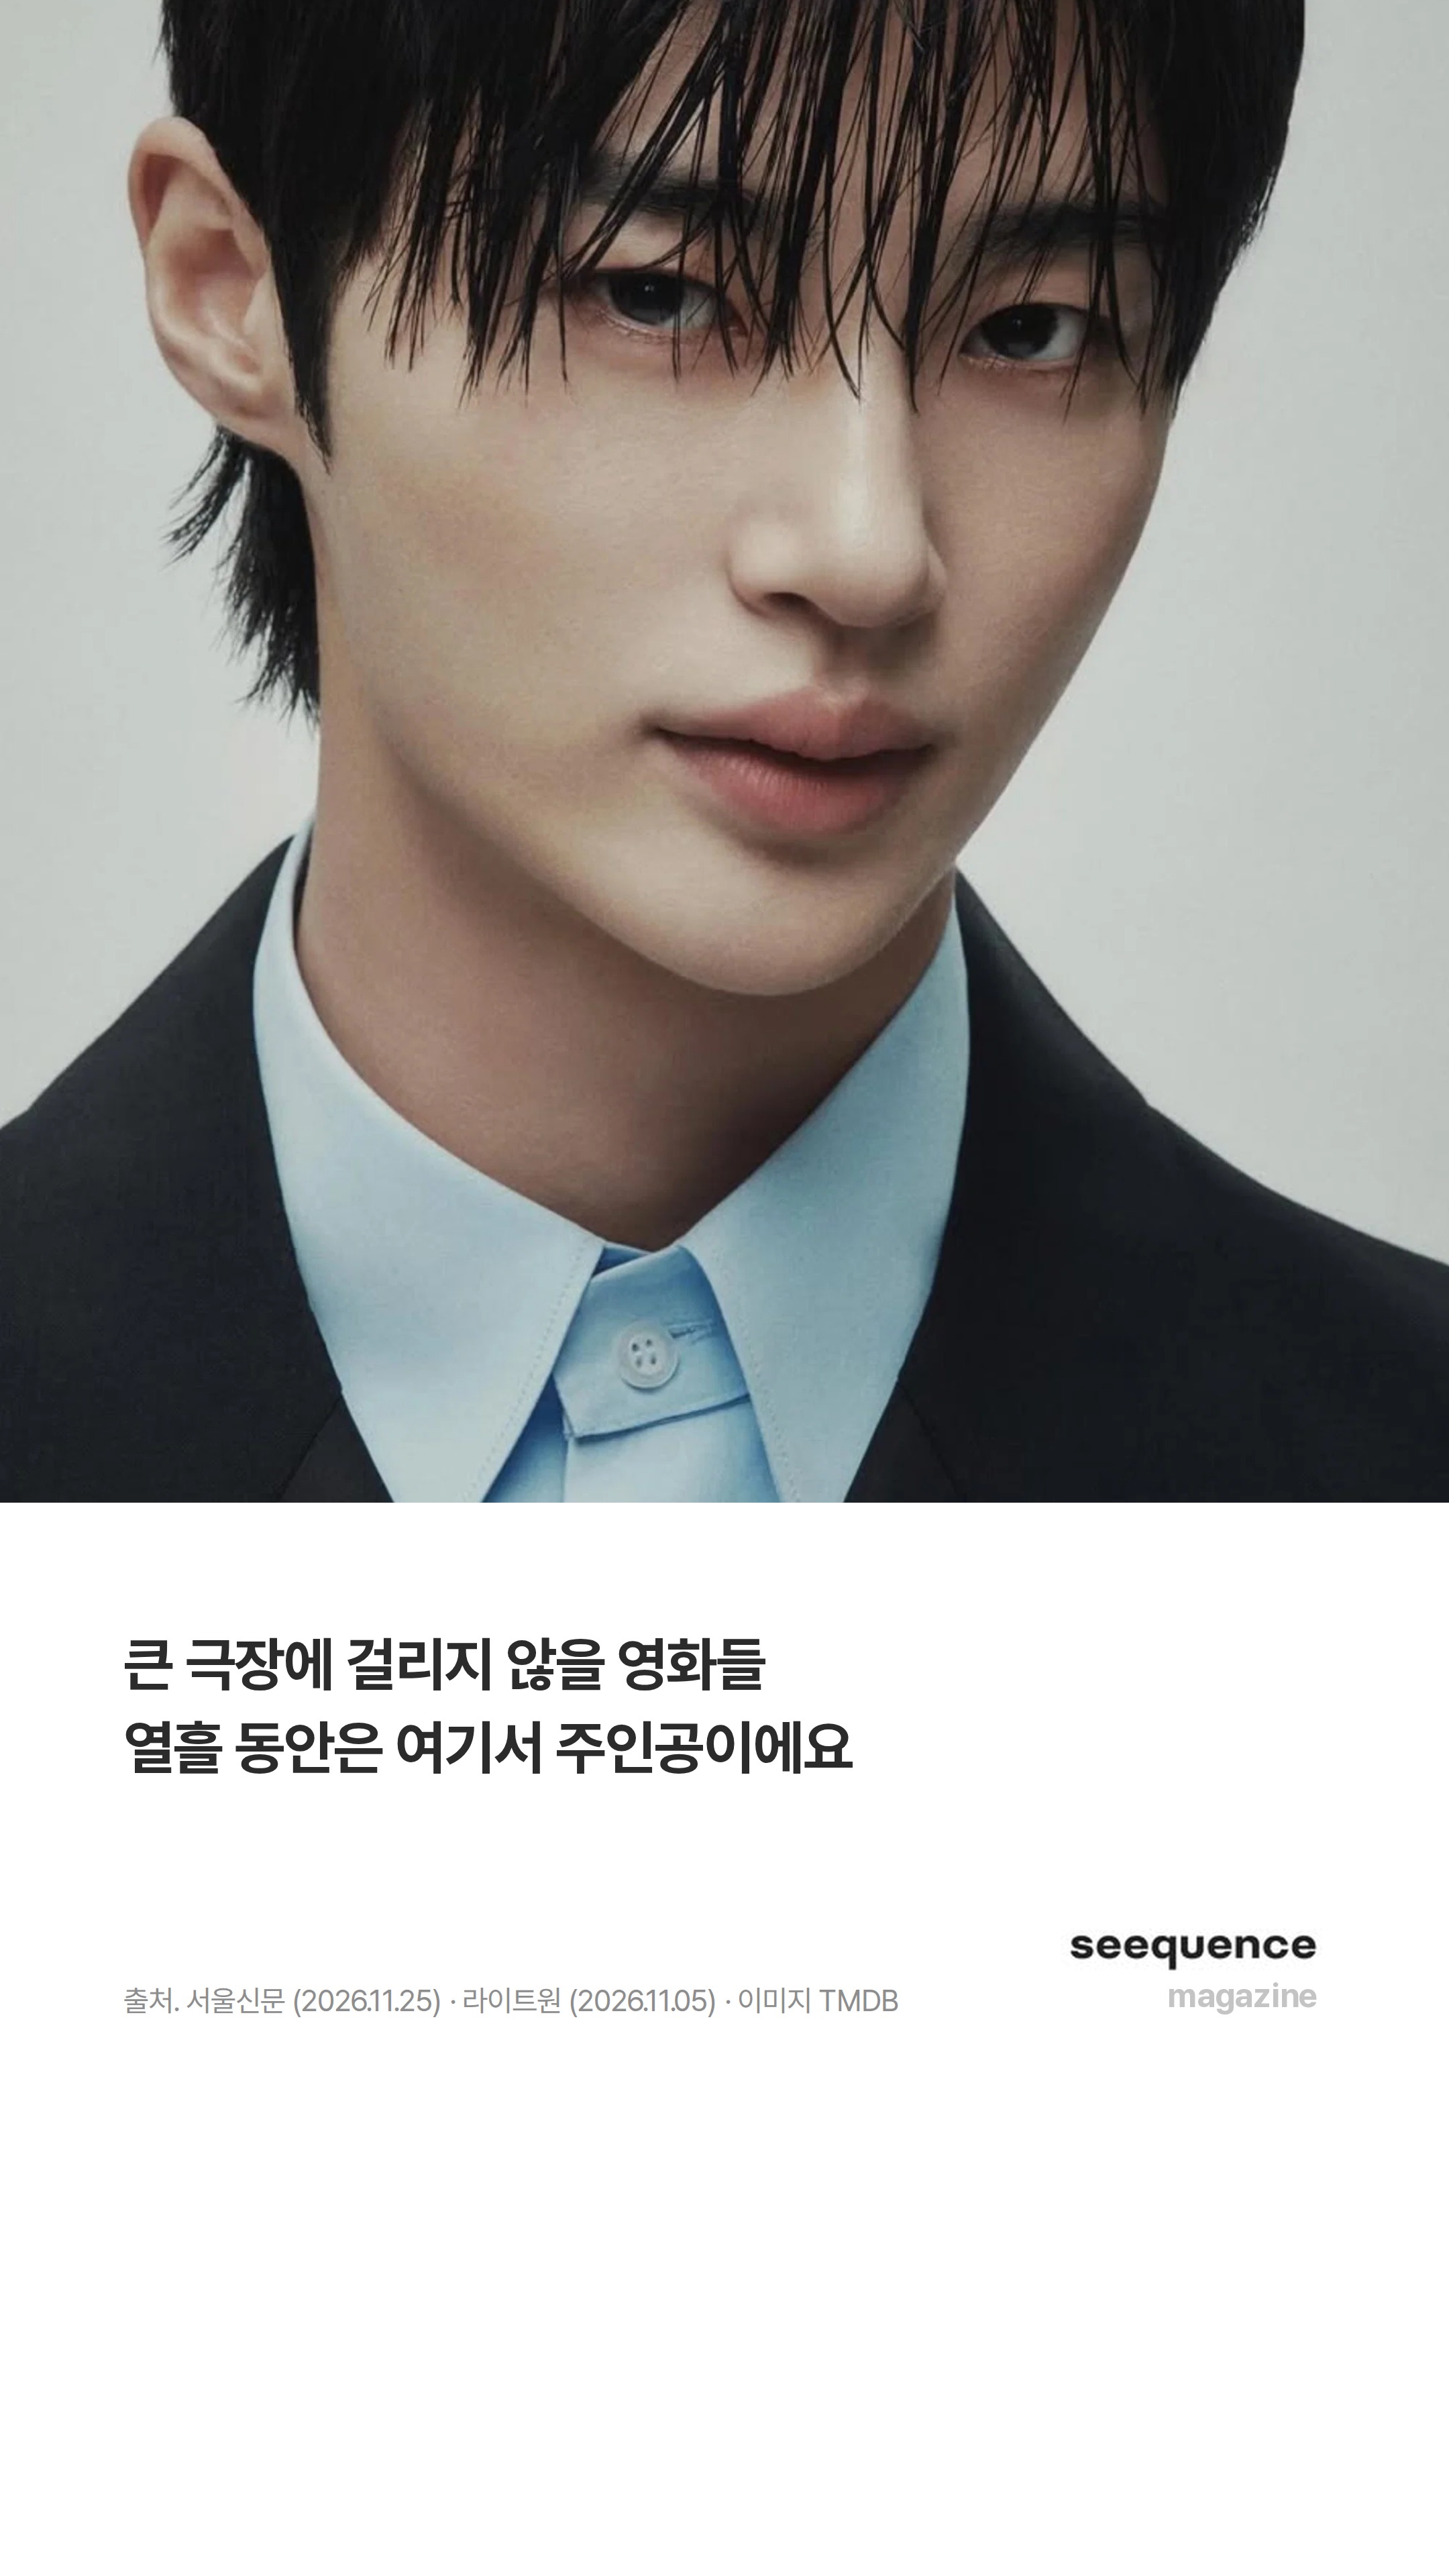 큰 극장에 걸리지 않을 영화들
열흘 동안은 여기서 주인공이에요
seequence
magazine
출처. 서울신문 (2026.11.25) · 라이트원 (2026.11.05) · 이미지 TMDB